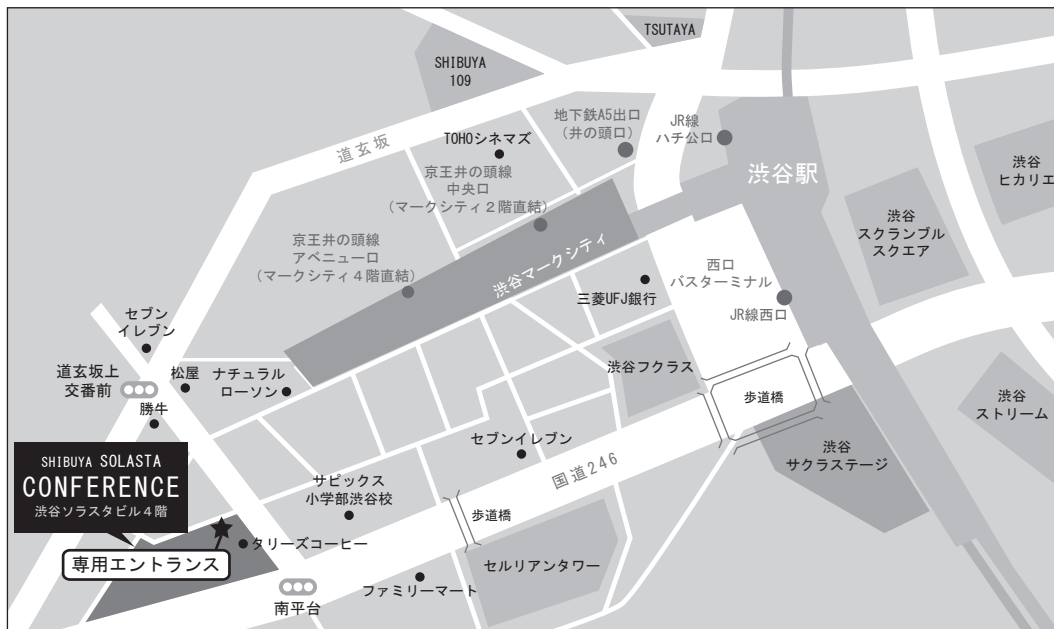 TSUTAYA
SHIBUYA
109
地下鉄A5出口
（井の頭口）
JR線
ハチ公口
TOHOシネマズ
道玄坂
渋谷駅
渋谷
ヒカリエ
京王井の頭線
中央口
（マークシティ２階直結）
渋谷
スクランブル
スクエア
京王井の頭線
アベニュー口
（マークシティ４階直結）
渋谷マークシティ
西口
バスターミナル
三菱UFJ銀行
JR線西口
セブン
イレブン
道玄坂上
交番前
松屋
ナチュラル
ローソン
渋谷フクラス
歩道橋
渋谷
ストリーム
勝牛
セブンイレブン
渋谷
サクラステージ
SHIBUYA SOLASTA
CONFERENCE
渋谷ソラスタビル４階
国道246
サピックス
小学部渋谷校
歩道橋
タリーズコーヒー
専用エントランス
セルリアンタワー
ファミリーマート
南平台